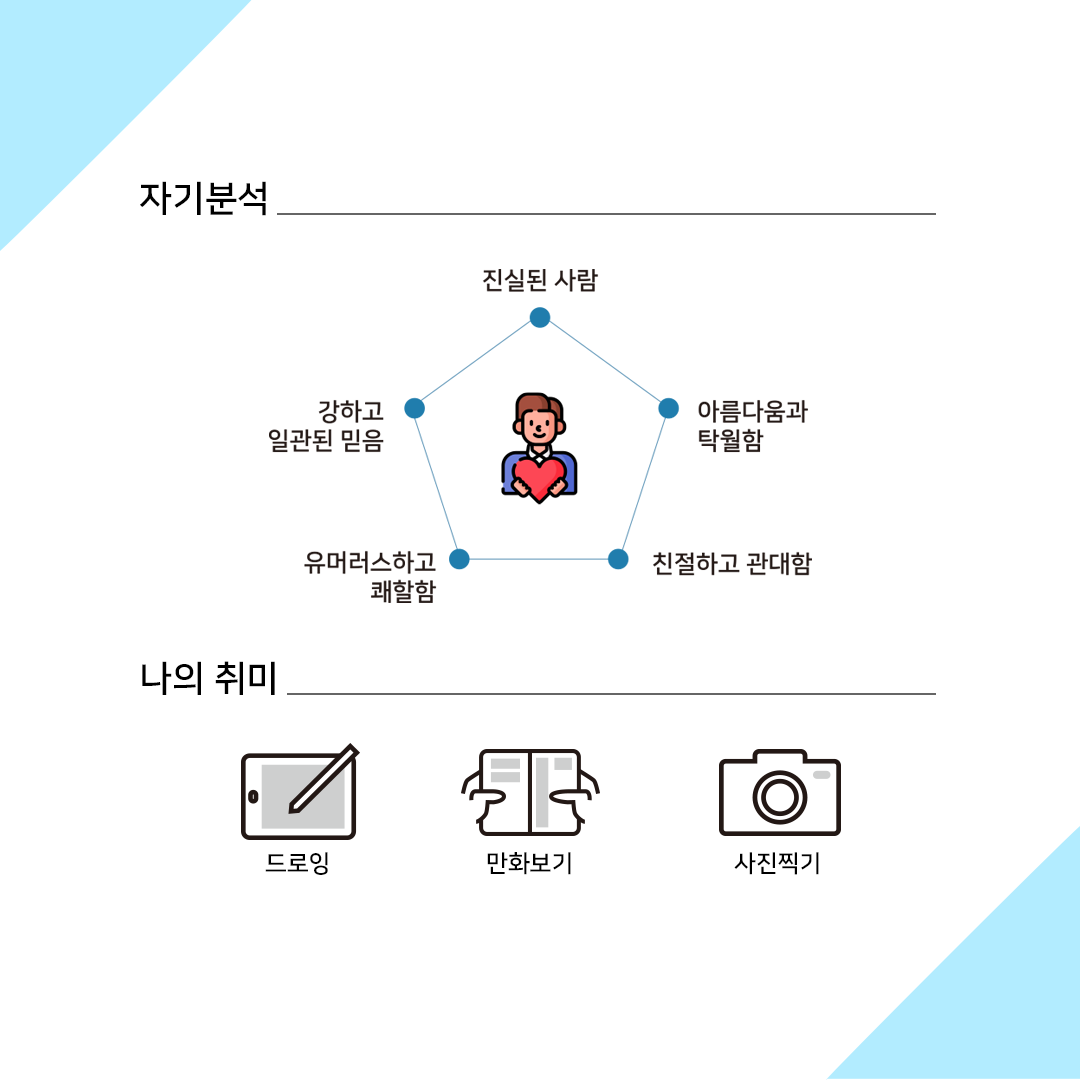 자기분석
진실된 사람
강하고
일관된 믿음
아름다움과
탁월함
유머러스하고
쾌할함
친절하고 관대함
나의 취미
드로잉
만화보기
사진찍기